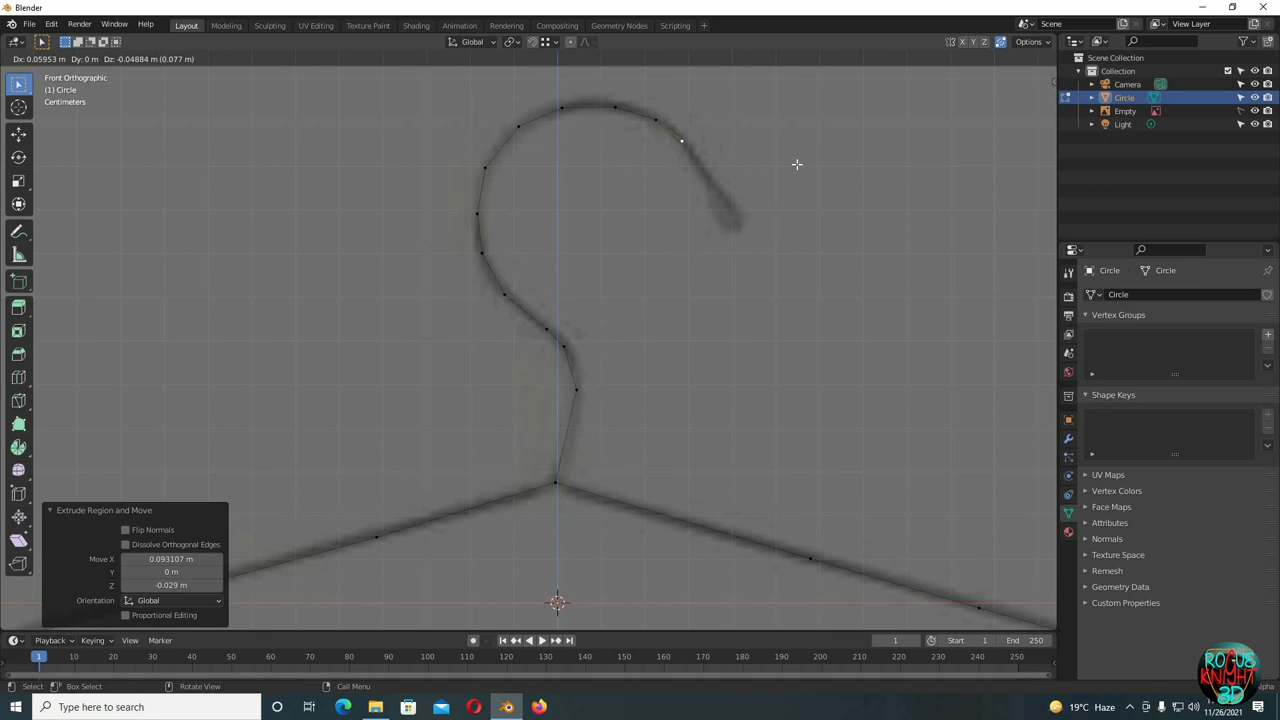 Blender
File Edit Render Window Help Layout Modeling Sculpting UV Editing Texture Paint Shading Animation Rendering Compositing Geometry Nodes Scripting + Scene View Layer
Global X Y Z Options
Dx: 0.05953 m Dy: 0 m Dz: -0.04884 m (0.077 m)
Front Orthographic
(1) Circle
Centimeters
Scene Collection
Collection
Camera
Circle
Empty
Light
Circle Circle
Circle
Vertex Groups
Shape Keys
UV Maps
Vertex Colors
Face Maps
Attributes
Normals
Texture Space
Remesh
Geometry Data
Custom Properties
Extrude Region and Move
Flip Normals
Dissolve Orthogonal Edges
Move X 0.093107 m
Y 0 m
Z -0.029 m
Orientation Global
Proportional Editing
Playback Keying View Marker 1 Start 1 End 250
1 10 20 30 40 50 60 70 80 90 100 110 120 130 140 150 160 170 180 190 200 210 220 230 240 250
Select Box Select Rotate View Call Menu
Type here to search 19°C Haze 11/26/2021
ROGUE
KNIGHT
3D